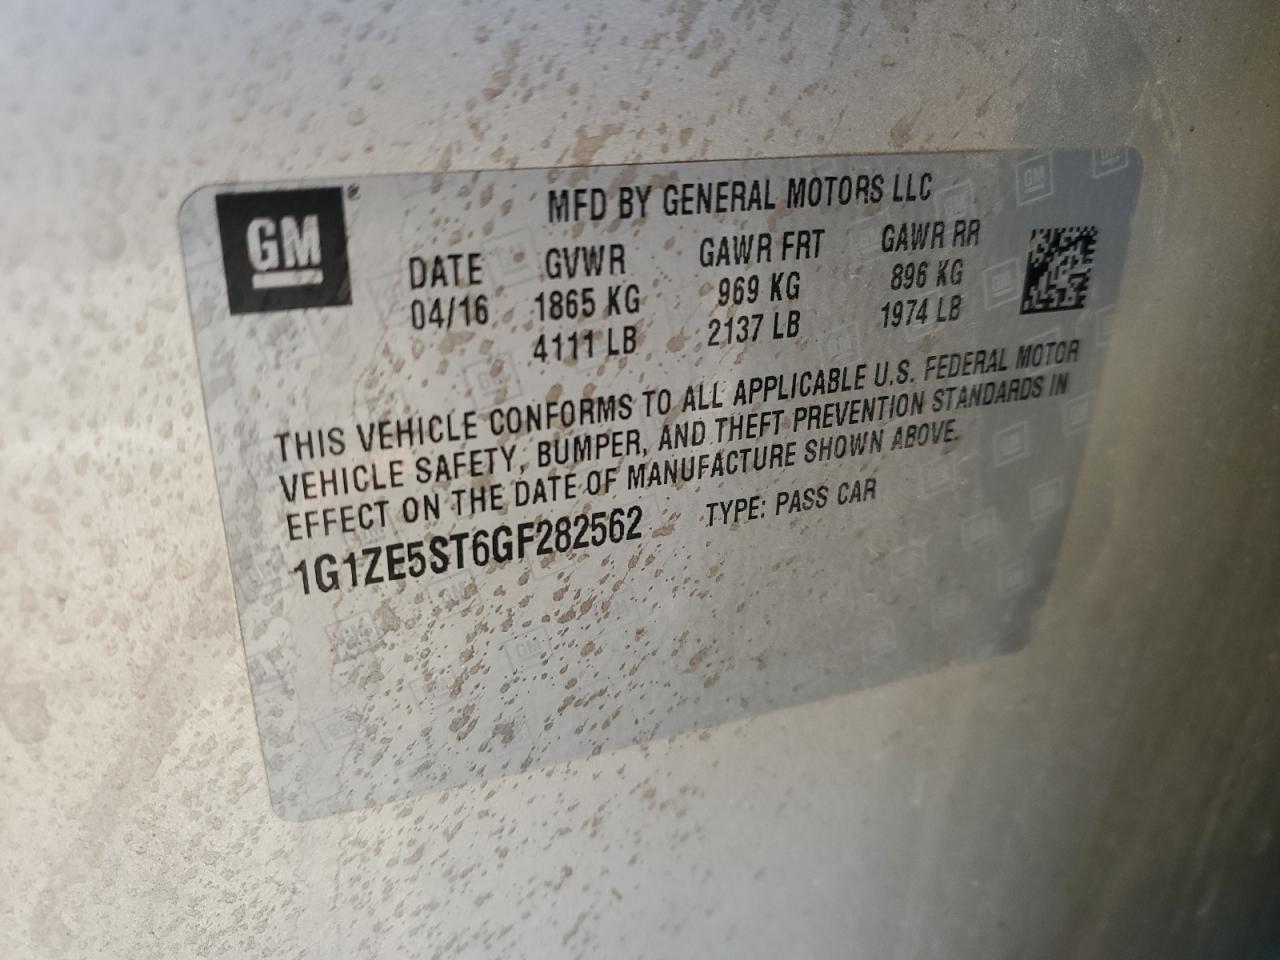 GM ®
MFD BY GENERAL MOTORS LLC
DATE GVWR GAWR FRT GAWR RR
04/16 1865 KG 969 KG 896 KG
4111 LB 2137 LB 1974 LB
THIS VEHICLE CONFORMS TO ALL APPLICABLE U.S. FEDERAL MOTOR
VEHICLE SAFETY, BUMPER, AND THEFT PREVENTION STANDARDS IN
EFFECT ON THE DATE OF MANUFACTURE SHOWN ABOVE.
1G1ZE5ST6GF282562 TYPE: PASS CAR